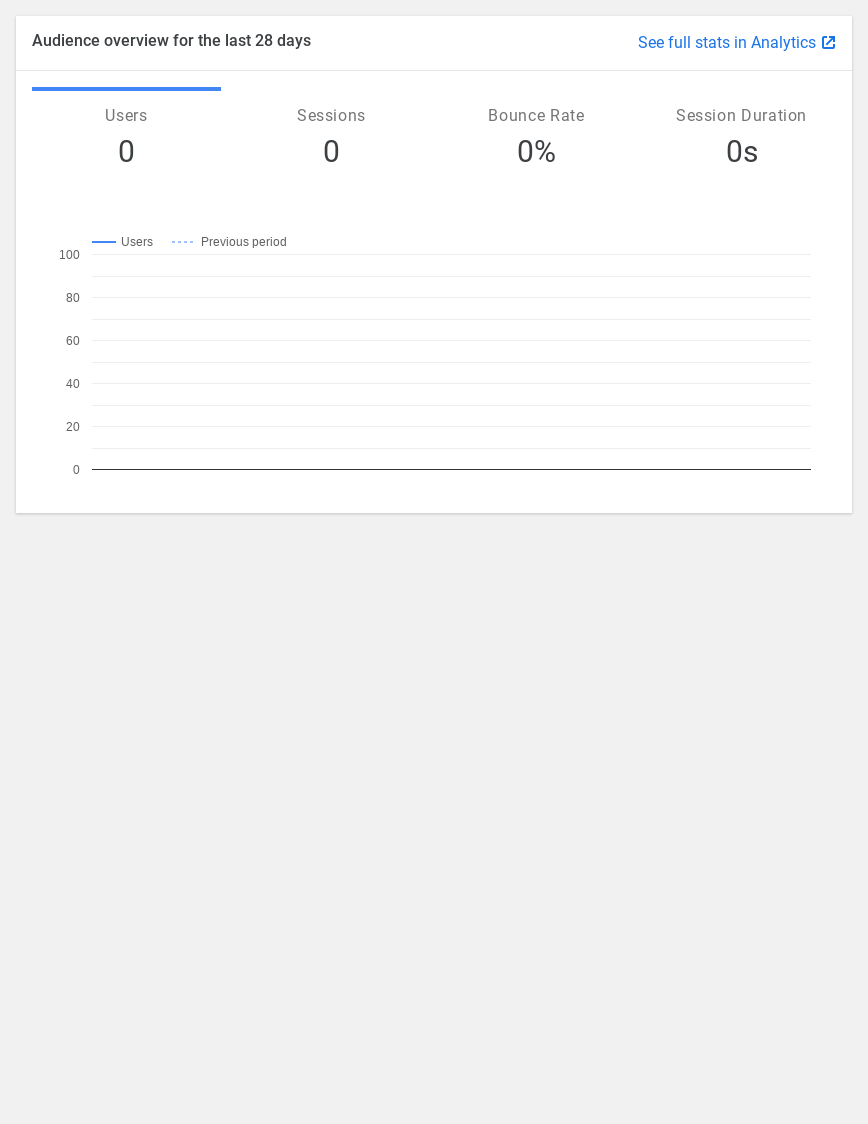 Audience overview for the last 28 days
See full stats in Analytics
Users Sessions Bounce Rate Session Duration
0 0 0% 0s
Users Previous period
100
80
60
40
20
0